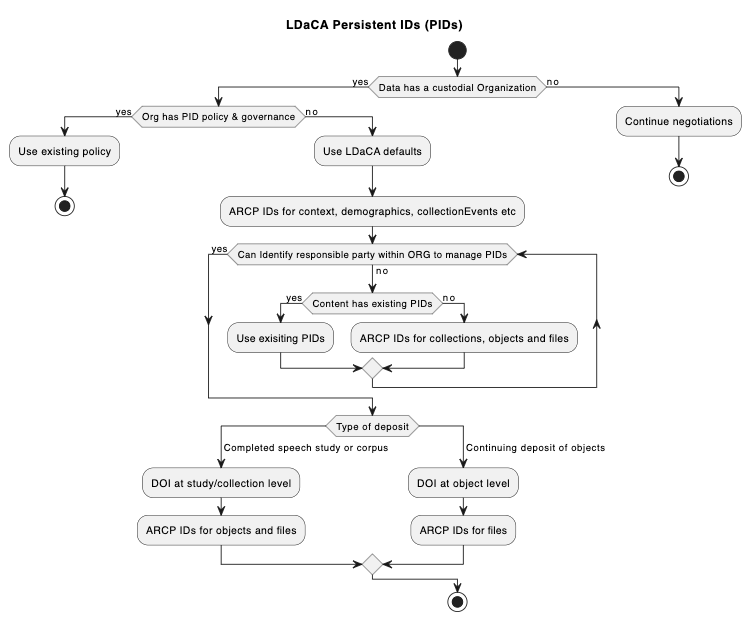 LDaCA Persistent IDs (PIDs)
yes
Data has a custodial Organization
no
yes
Org has PID policy & governance
no
Continue negotiations
Use existing policy
Use LDaCA defaults
ARCP IDs for context, demographics, collectionEvents etc
yes
Can Identify responsible party within ORG to manage PIDs
no
yes
Content has existing PIDs
no
Use exisiting PIDs
ARCP IDs for collections, objects and files
Type of deposit
Completed speech study or corpus
Continuing deposit of objects
DOI at study/collection level
DOI at object level
ARCP IDs for objects and files
ARCP IDs for files